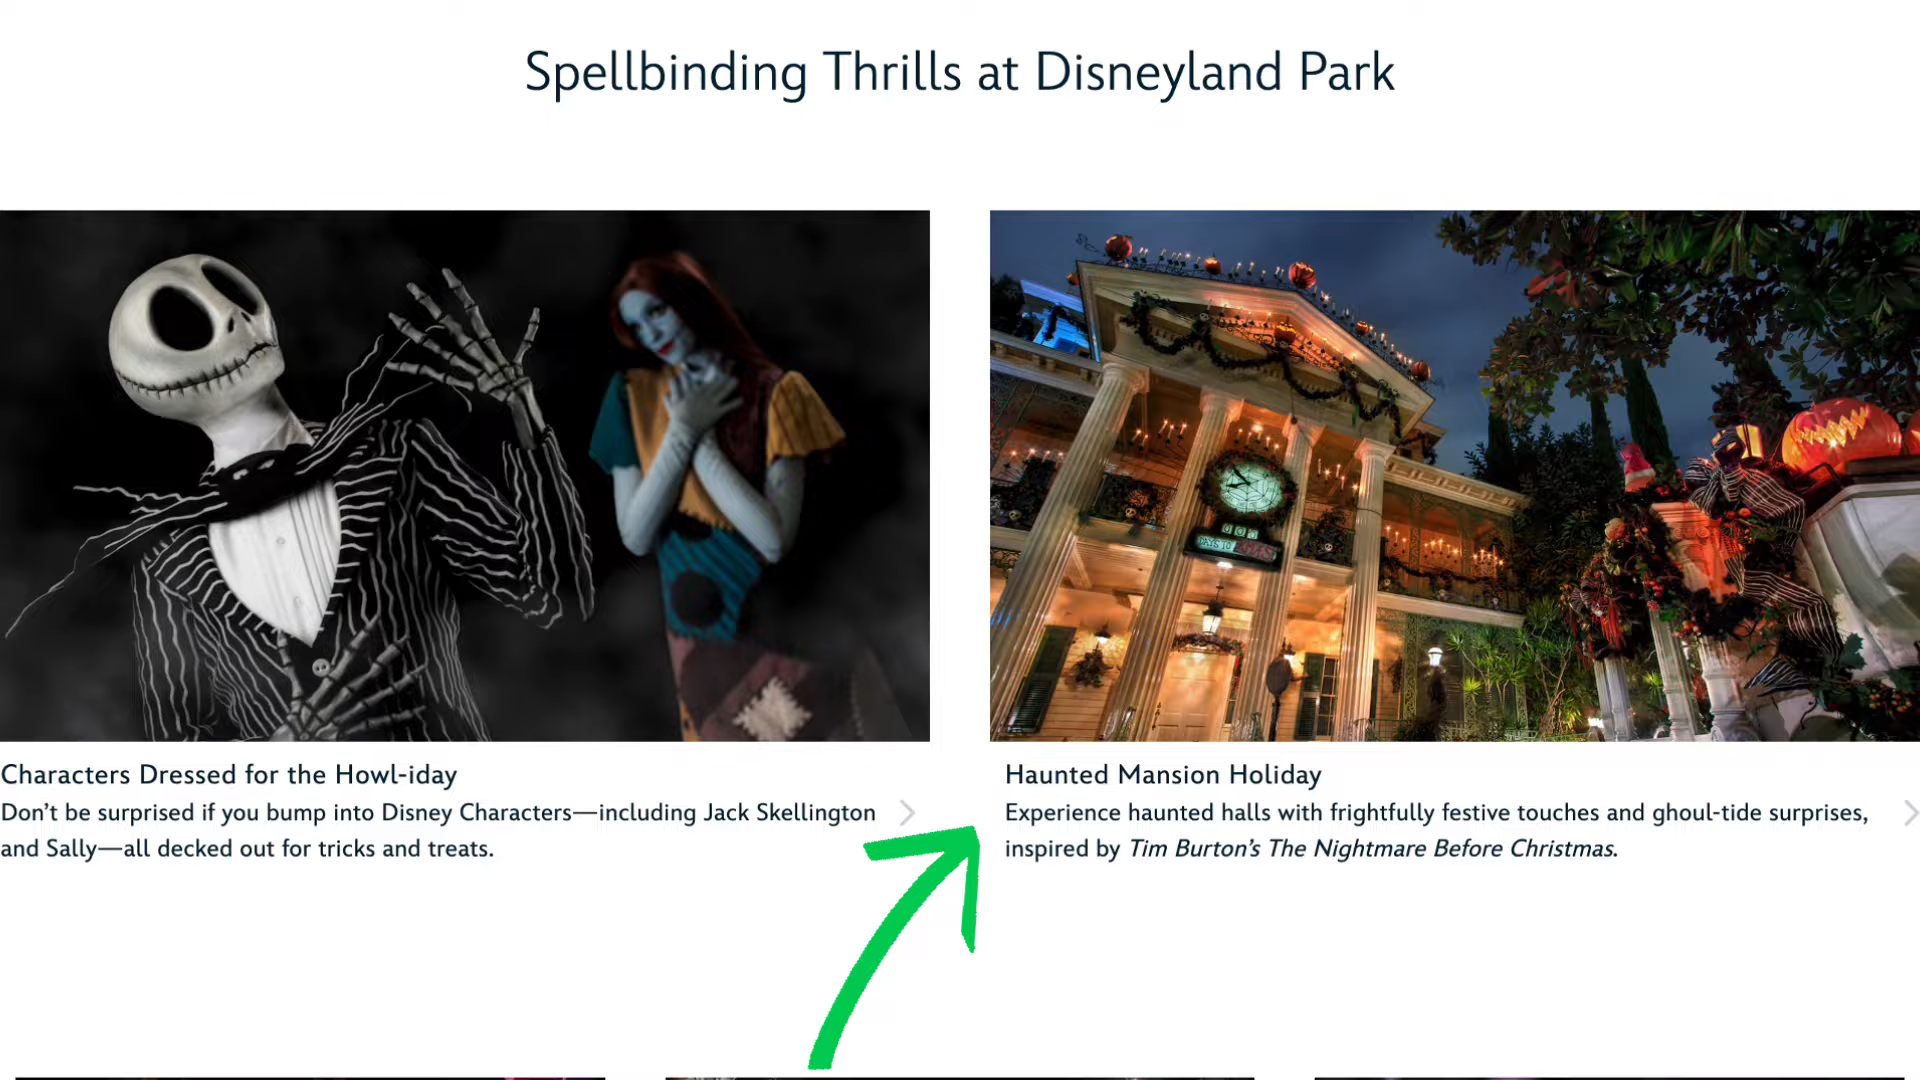 Spellbinding Thrills at Disneyland Park
Characters Dressed for the Howl-iday
Don't be surprised if you bump into Disney Characters—including Jack Skellington
and Sally—all decked out for tricks and treats.
Haunted Mansion Holiday
Experience haunted halls with frightfully festive touches and ghoul-tide surprises,
inspired by Tim Burton's The Nightmare Before Christmas.